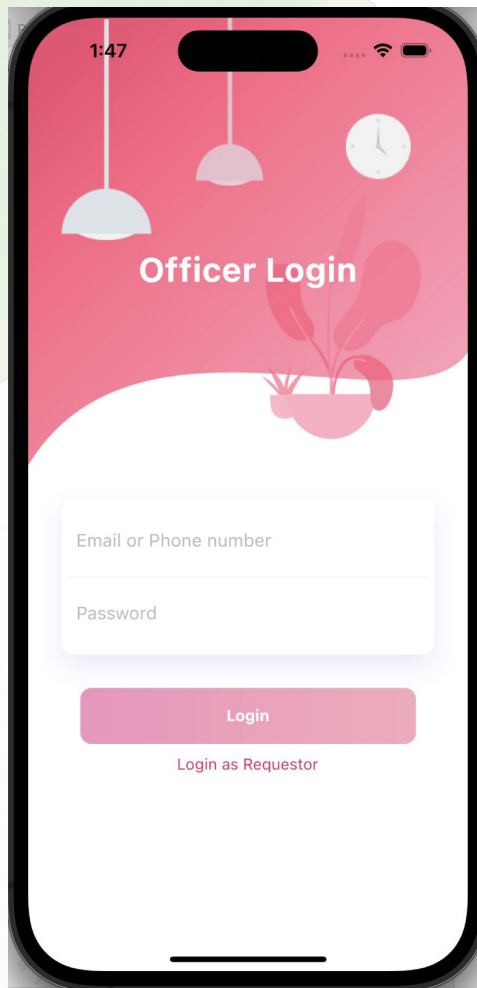 1:47
Officer Login
Email or Phone number
Password
Login
Login as Requestor